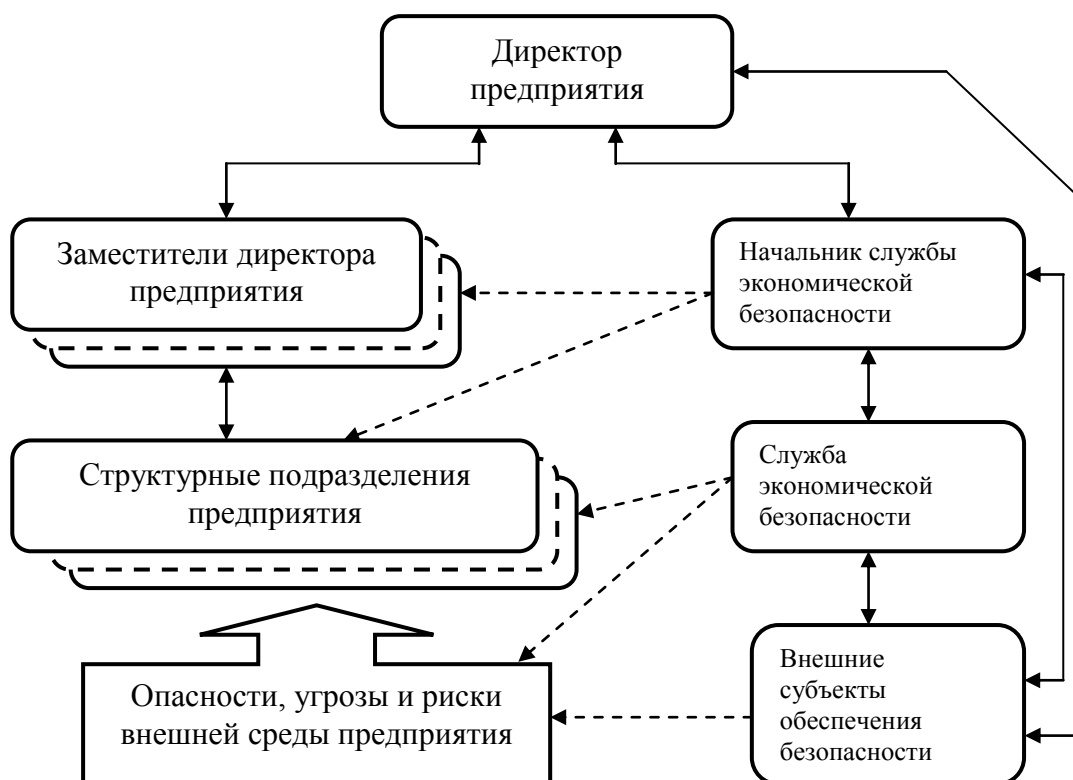 Директор
предприятия
Заместители директора
предприятия
Начальник службы
экономической
безопасности
Структурные подразделения
предприятия
Служба
экономической
безопасности
Опасности, угрозы и риски
внешней среды предприятия
Внешние
субъекты
обеспечения
безопасности